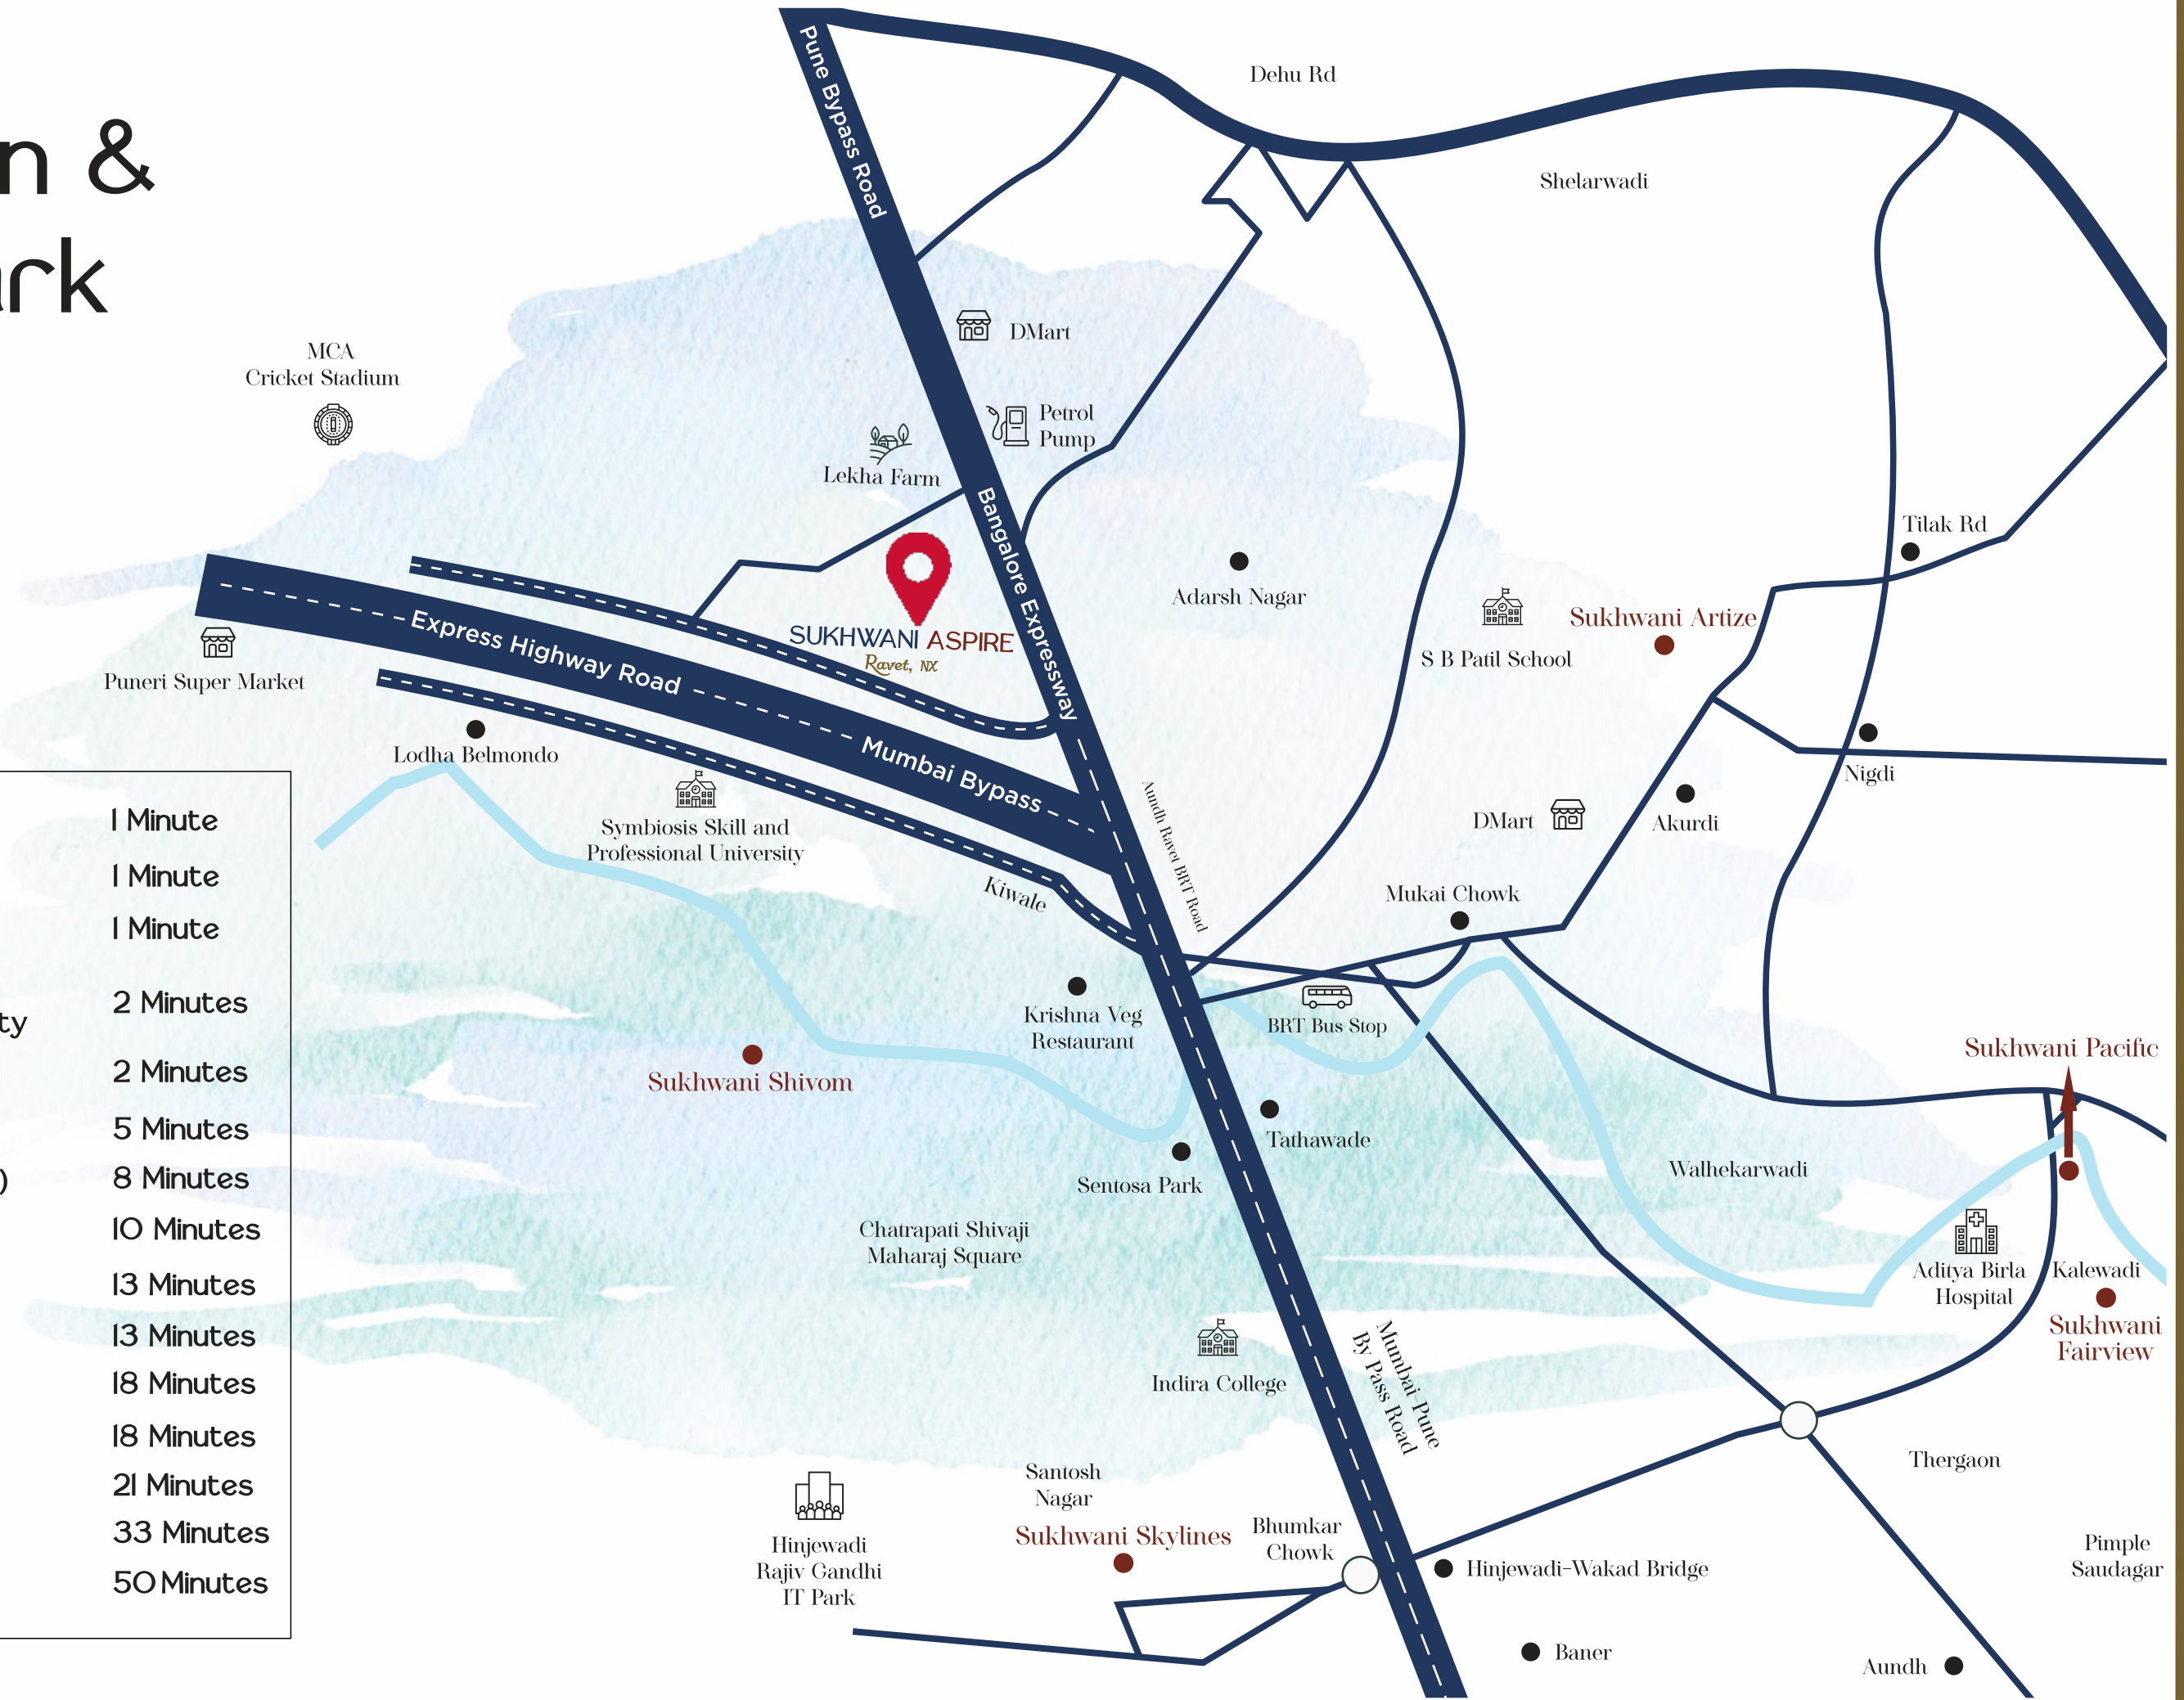 n &
ark
1 Minute
1 Minute
1 Minute
2 Minutes
ty
2 Minutes
5 Minutes
)
8 Minutes
10 Minutes
13 Minutes
13 Minutes
18 Minutes
18 Minutes
21 Minutes
33 Minutes
50 Minutes
Pune Bypass Road
Dehu Rd
Shelarwadi
DMart
MCA
Cricket Stadium
Petrol
Pump
Lekha Farm
Bangalore Expressway
Tilak Rd
Adarsh Nagar
SUKHWANI ASPIRE
Ravet, NX
S B Patil School
Sukhwani Artize
Express Highway Road
Mumbai Bypass
Puneri Super Market
Lodha Belmondo
Nigdi
Symbiosis Skill and
Professional University
Aundh Ravet BRT Road
DMart
Akurdi
Kiwale
Mukai Chowk
Krishna Veg
Restaurant
BRT Bus Stop
Sukhwani Pacific
Sukhwani Shivom
Tathawade
Sentosa Park
Walhekarwadi
Chatrapati Shivaji
Maharaj Square
Aditya Birla
Hospital
Kalewadi
Sukhwani
Fairview
Indira College
Mumbai-Pune
By Pass Road
Thergaon
Santosh
Nagar
Sukhwani Skylines
Bhumkar
Chowk
Hinjewadi
Rajiv Gandhi
IT Park
Hinjewadi-Wakad Bridge
Pimple
Saudagar
Baner
Aundh